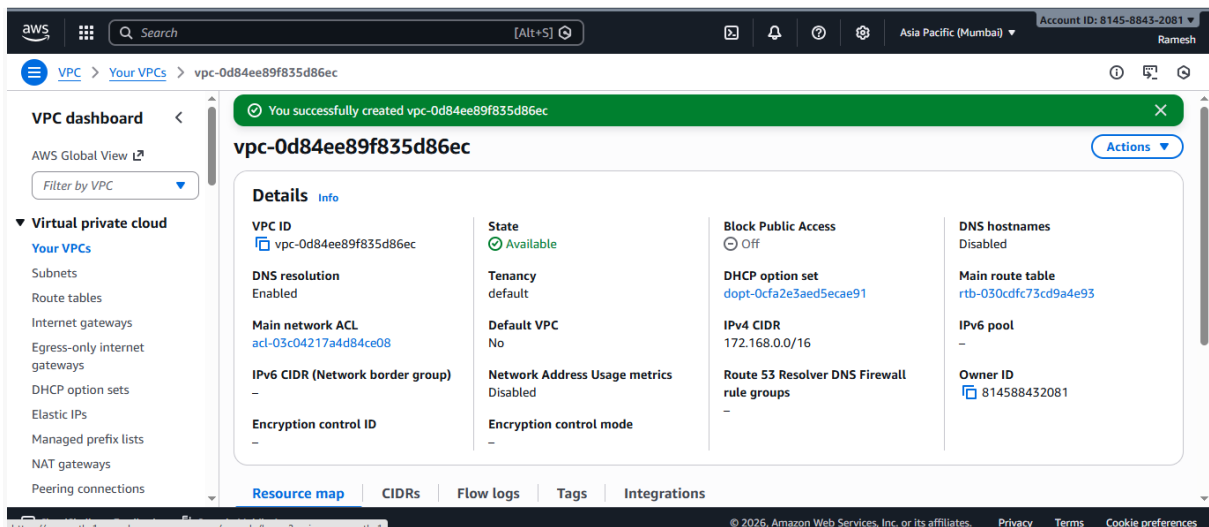 aws
Search
[Alt+S]
Asia Pacific (Mumbai) ▼
Account ID: 8145-8843-2081 ▼
Ramesh
VPC > Your VPCs > vpc-0d84ee89f835d86ec
VPC dashboard
AWS Global View
Filter by VPC
Virtual private cloud
Your VPCs
Subnets
Route tables
Internet gateways
Egress-only internet
gateways
DHCP option sets
Elastic IPs
Managed prefix lists
NAT gateways
Peering connections
You successfully created vpc-0d84ee89f835d86ec
vpc-0d84ee89f835d86ec
Actions ▼
Details Info
VPC ID
vpc-0d84ee89f835d86ec
State
Available
Block Public Access
Off
DNS hostnames
Disabled
DNS resolution
Enabled
Tenancy
default
DHCP option set
dopt-0cfa2e3aed5ecae91
Main route table
rtb-030cdfc73cd9a4e93
Main network ACL
acl-03c04217a4d84ce08
Default VPC
No
IPv4 CIDR
172.168.0.0/16
IPv6 pool
–
IPv6 CIDR (Network border group)
–
Network Address Usage metrics
Disabled
Route 53 Resolver DNS Firewall
rule groups
–
Owner ID
814588432081
Encryption control ID
–
Encryption control mode
–
Resource map
CIDRs
Flow logs
Tags
Integrations
© 2026, Amazon Web Services, Inc. or its affiliates.
Privacy
Terms
Cookie preferences